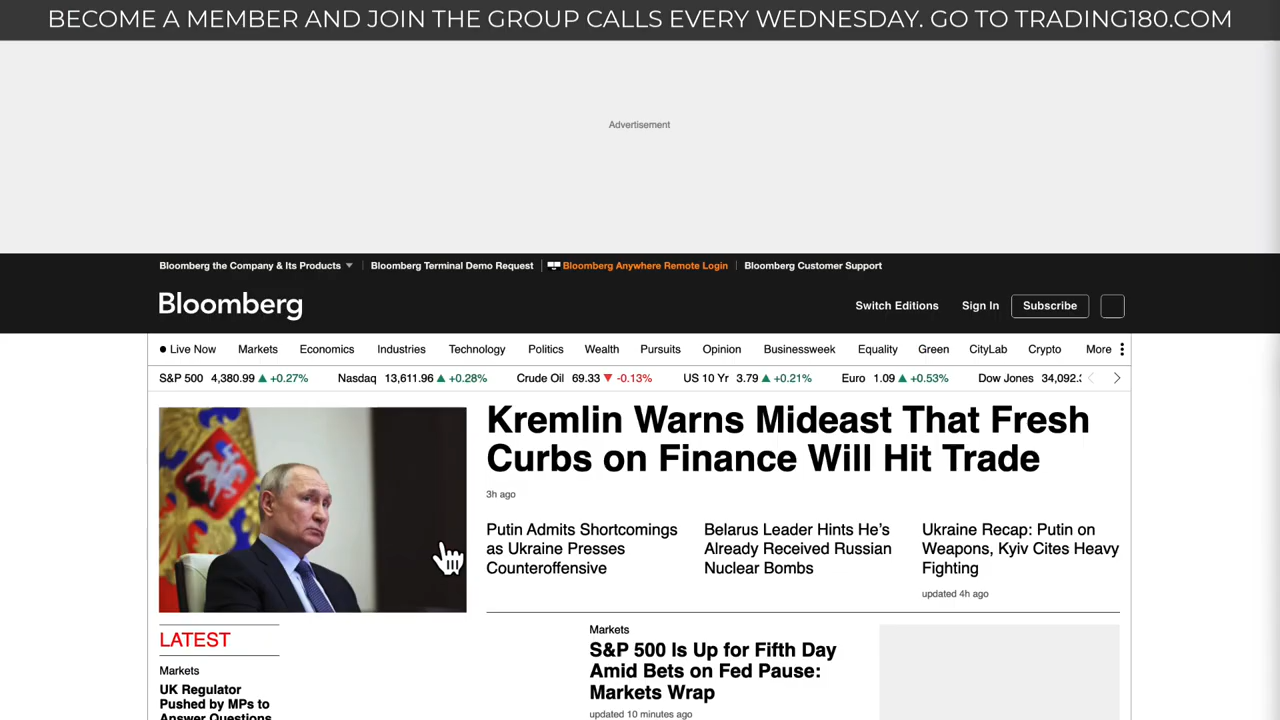 BECOME A MEMBER AND JOIN THE GROUP CALLS EVERY WEDNESDAY. GO TO TRADING180.COM
Advertisement
Bloomberg the Company & Its Products
Bloomberg Terminal Demo Request
Bloomberg Anywhere Remote Login
Bloomberg Customer Support
Bloomberg
Switch Editions
Sign In
Subscribe
Live Now
Markets
Economics
Industries
Technology
Politics
Wealth
Pursuits
Opinion
Businessweek
Equality
Green
CityLab
Crypto
More
S&P 500 4,380.99 ▲ +0.27%
Nasdaq 13,611.96 ▲ +0.28%
Crude Oil 69.33 ▼ -0.13%
US 10 Yr 3.79 ▲ +0.21%
Euro 1.09 ▲ +0.53%
Dow Jones 34,092.
Kremlin Warns Mideast That Fresh
Curbs on Finance Will Hit Trade
3h ago
Putin Admits Shortcomings
as Ukraine Presses
Counteroffensive
Belarus Leader Hints He's
Already Received Russian
Nuclear Bombs
Ukraine Recap: Putin on
Weapons, Kyiv Cites Heavy
Fighting
updated 4h ago
LATEST
Markets
UK Regulator
Pushed by MPs to
Answer Questions
Markets
S&P 500 Is Up for Fifth Day
Amid Bets on Fed Pause:
Markets Wrap
updated 10 minutes ago